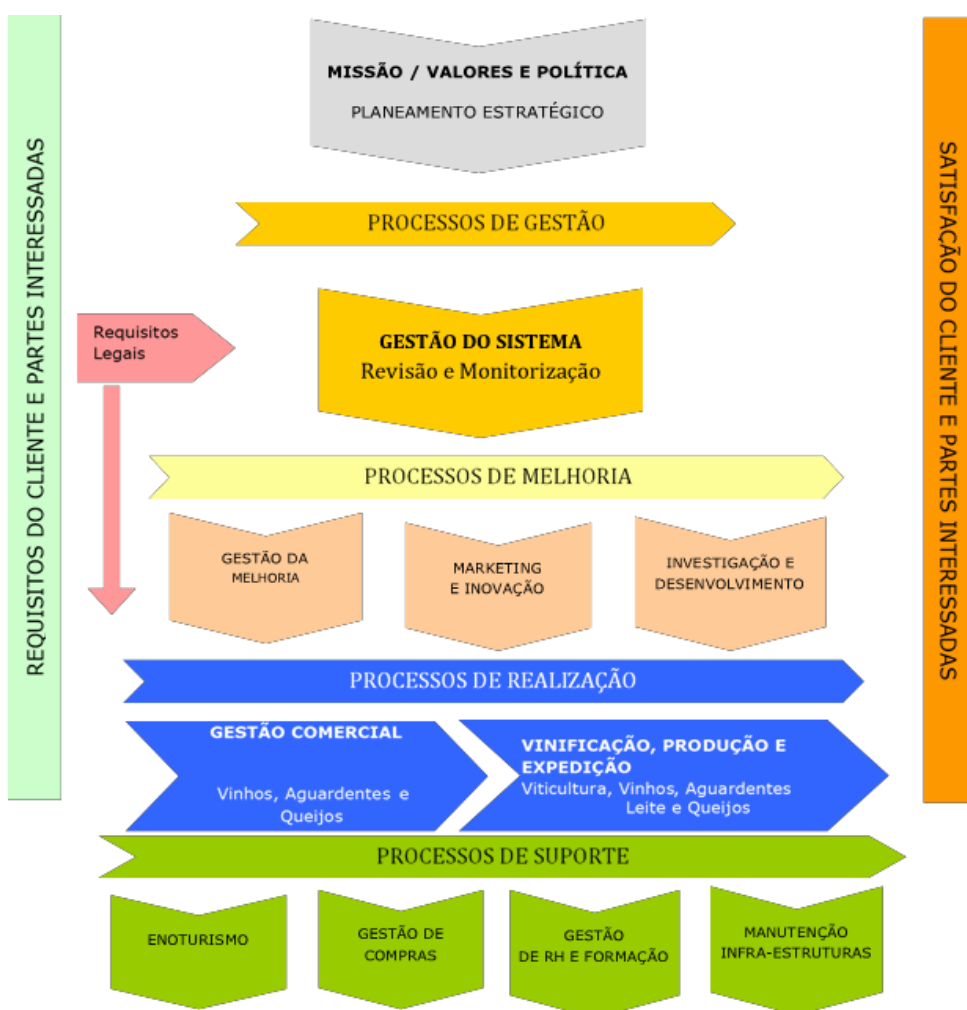 MISSÃO / VALORES E POLÍTICA
PLANEAMENTO ESTRATÉGICO
REQUISITOS DO CLIENTE E PARTES INTERESSADAS
SATISFAÇÃO DO CLIENTE E PARTES INTERESSADAS
PROCESSOS DE GESTÃO
Requisitos
Legais
GESTÃO DO SISTEMA
Revisão e Monitorização
PROCESSOS DE MELHORIA
GESTÃO DA
MELHORIA
MARKETING
E INOVAÇÃO
INVESTIGAÇÃO E
DESENVOLVIMENTO
PROCESSOS DE REALIZAÇÃO
GESTÃO COMERCIAL
Vinhos, Aguardentes e
Queijos
VINIFICAÇÃO, PRODUÇÃO E
EXPEDIÇÃO
Viticultura, Vinhos, Aguardentes
Leite e Queijos
PROCESSOS DE SUPORTE
ENOTURISMO
GESTÃO DE
COMPRAS
GESTÃO
DE RH E FORMAÇÃO
MANUTENÇÃO
INFRA-ESTRUTURAS